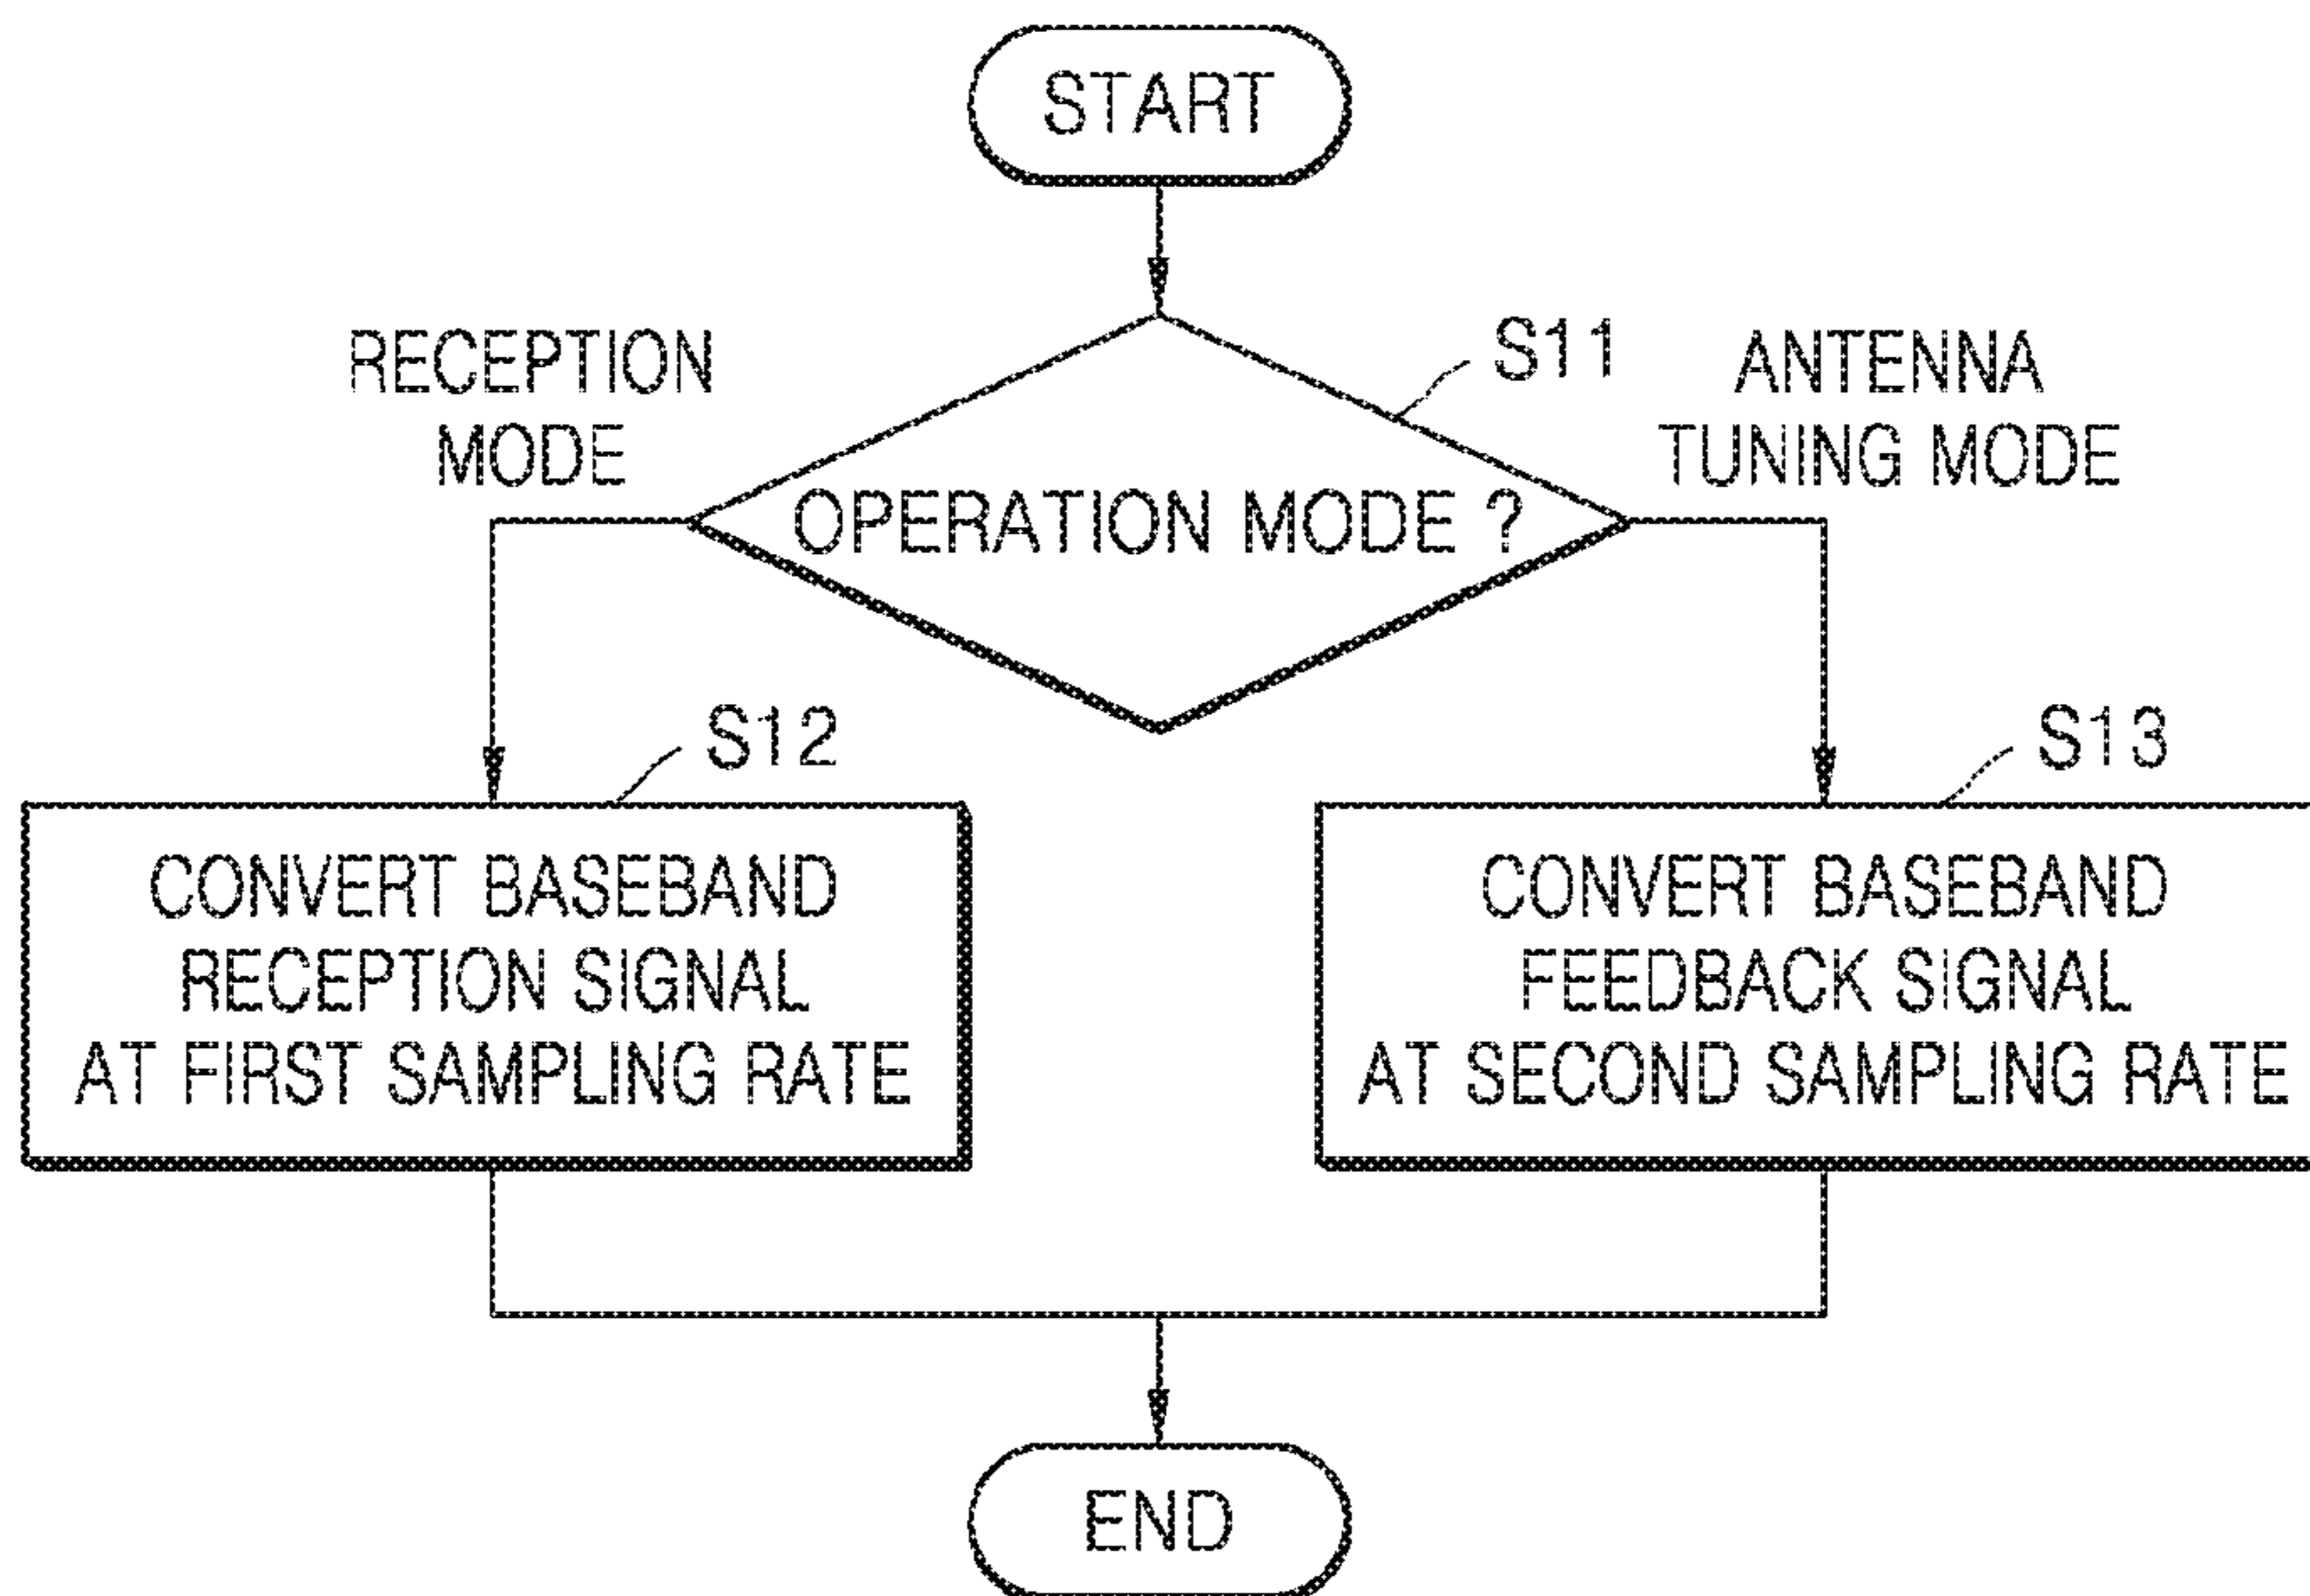 START
S11
RECEPTION
MODE
ANTENNA
TUNING MODE
OPERATION MODE ?
S12
S13
CONVERT BASEBAND
RECEPTION SIGNAL
AT FIRST SAMPLING RATE
CONVERT BASEBAND
FEEDBACK SIGNAL
AT SECOND SAMPLING RATE
END